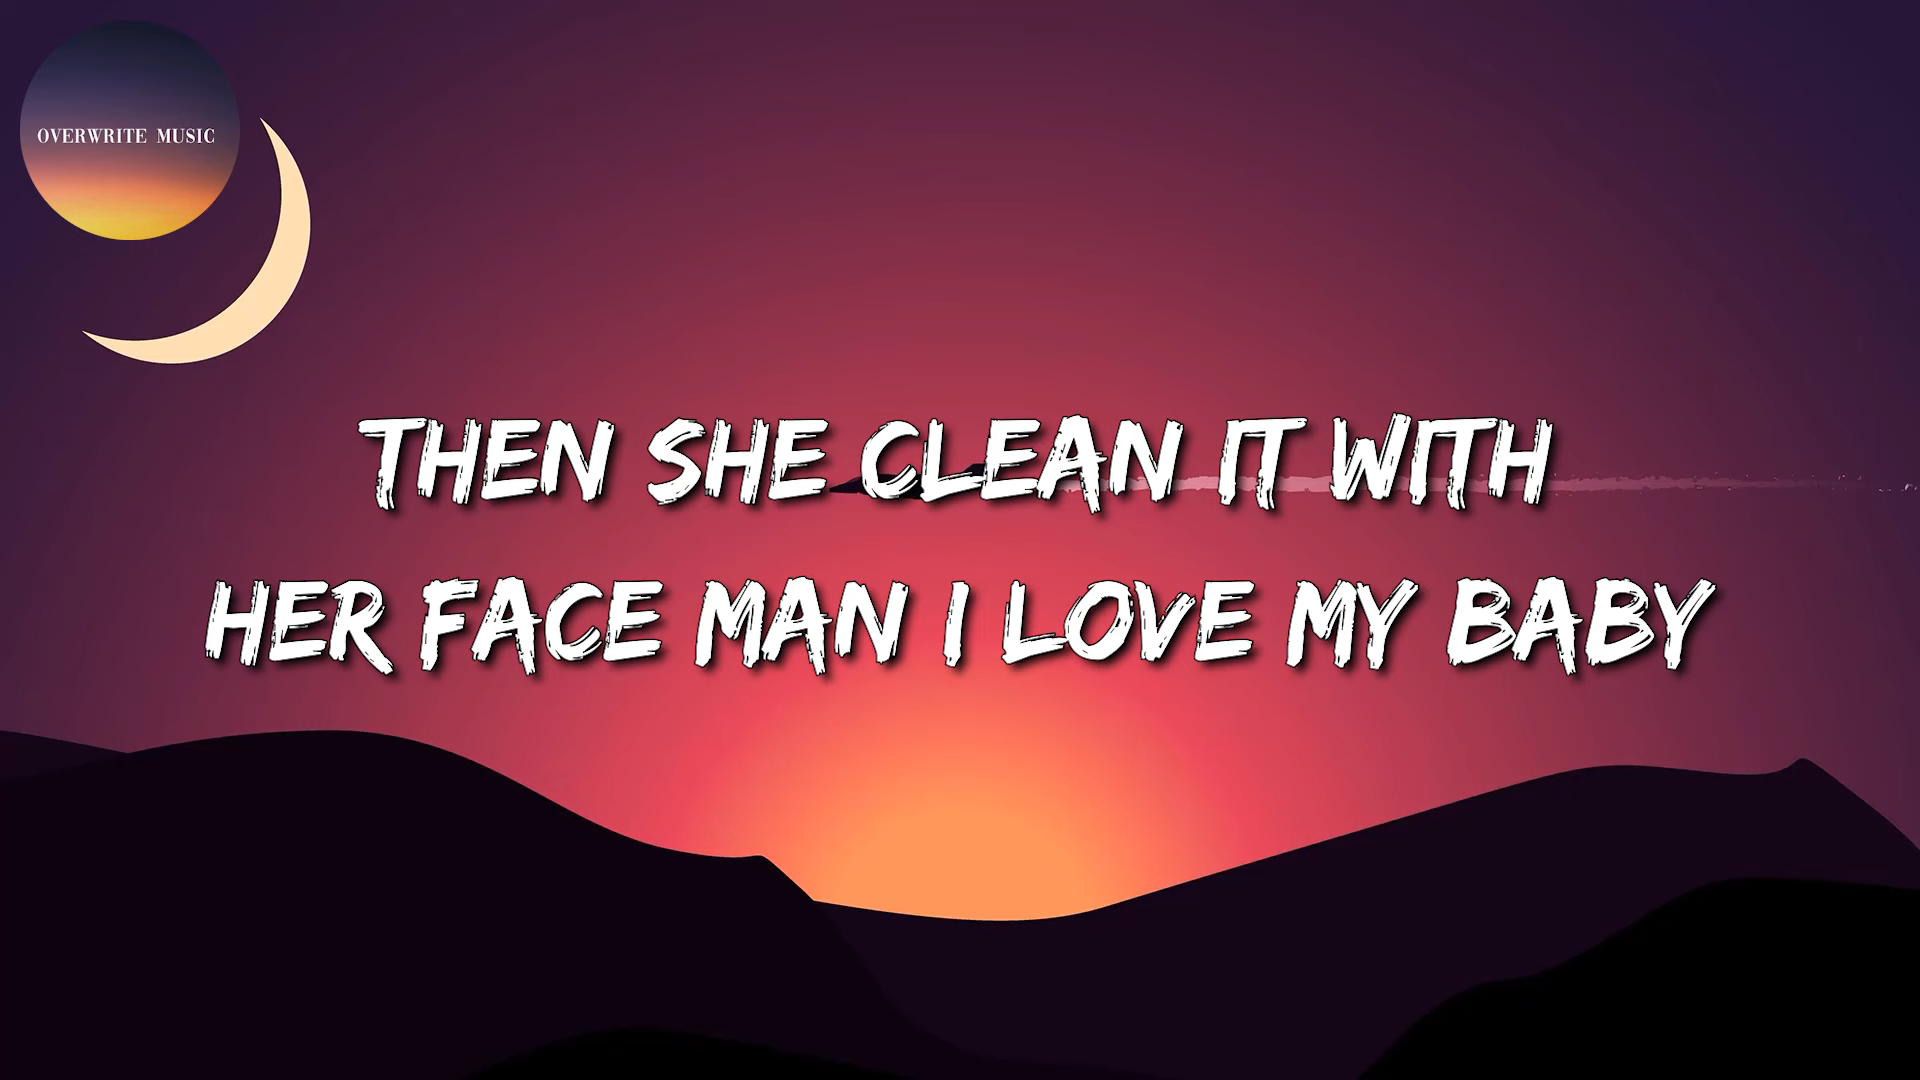 OVERWRITE MUSIC
THEN SHE CLEAN IT WITH
HER FACE MAN I LOVE MY BABY